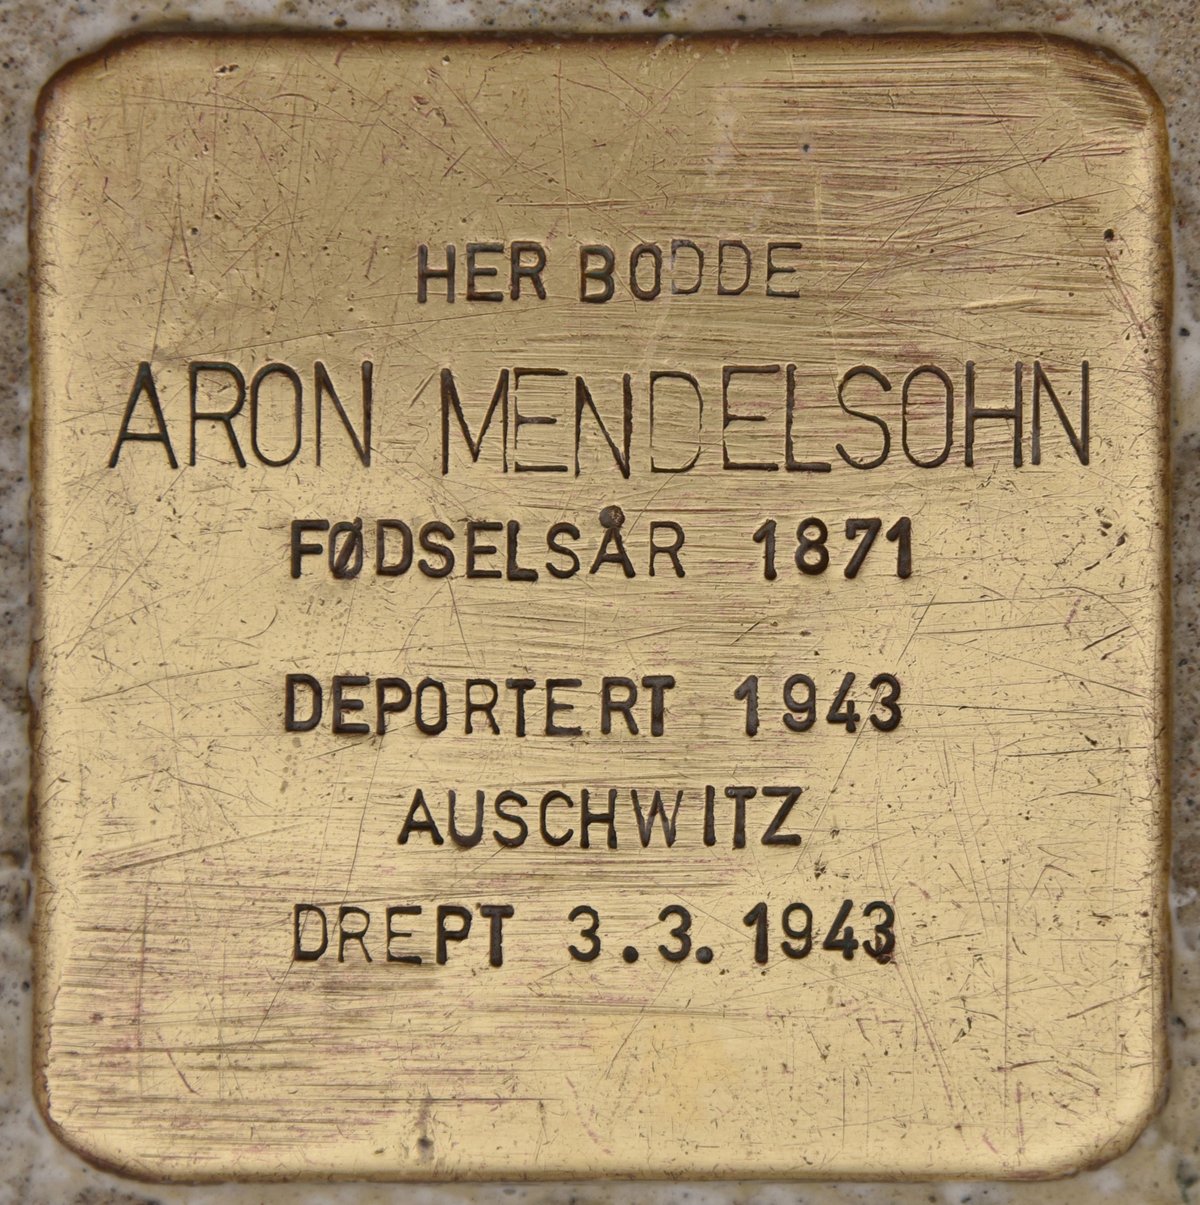 HER BODDE
ARON MENDELSOHN
FØDSELSÅR 1871
DEPORTERT 1943
AUSCHWITZ
DREPT 3.3.1943